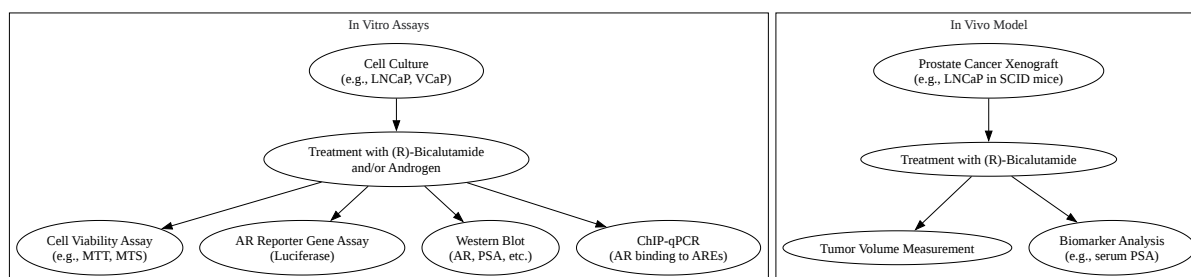 In Vitro Assays
Cell Culture
(e.g., LNCaP, VCaP)
Treatment with (R)-Bicalutamide
and/or Androgen
Cell Viability Assay
(e.g., MTT, MTS)
AR Reporter Gene Assay
(Luciferase)
Western Blot
(AR, PSA, etc.)
ChIP-qPCR
(AR binding to AREs)
In Vivo Model
Prostate Cancer Xenograft
(e.g., LNCaP in SCID mice)
Treatment with (R)-Bicalutamide
Tumor Volume Measurement
Biomarker Analysis
(e.g., serum PSA)